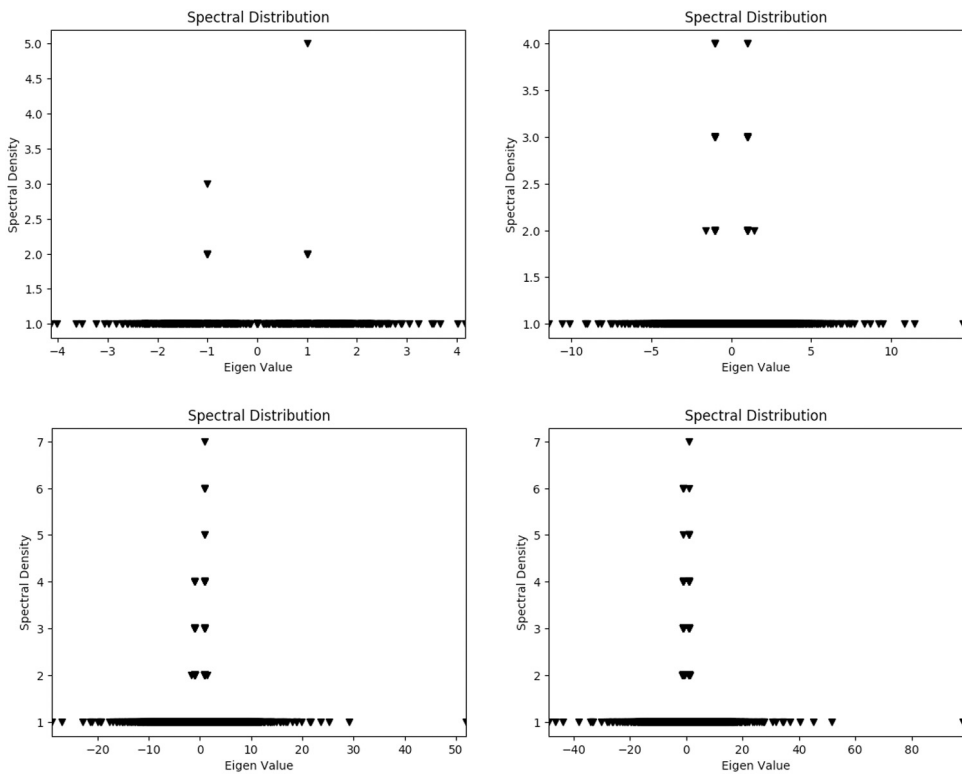 Spectral Distribution
Spectral Density
5.0
4.5
4.0
3.5
3.0
2.5
2.0
1.5
1.0
−4 −3 −2 −1 0 1 2 3 4
Eigen Value
Spectral Distribution
Spectral Density
4.0
3.5
3.0
2.5
2.0
1.5
1.0
−10 −5 0 5 10
Eigen Value
Spectral Distribution
Spectral Density
7
6
5
4
3
2
1
−20 −10 0 10 20 30 40 50
Eigen Value
Spectral Distribution
Spectral Density
7
6
5
4
3
2
1
−40 −20 0 20 40 60 80
Eigen Value